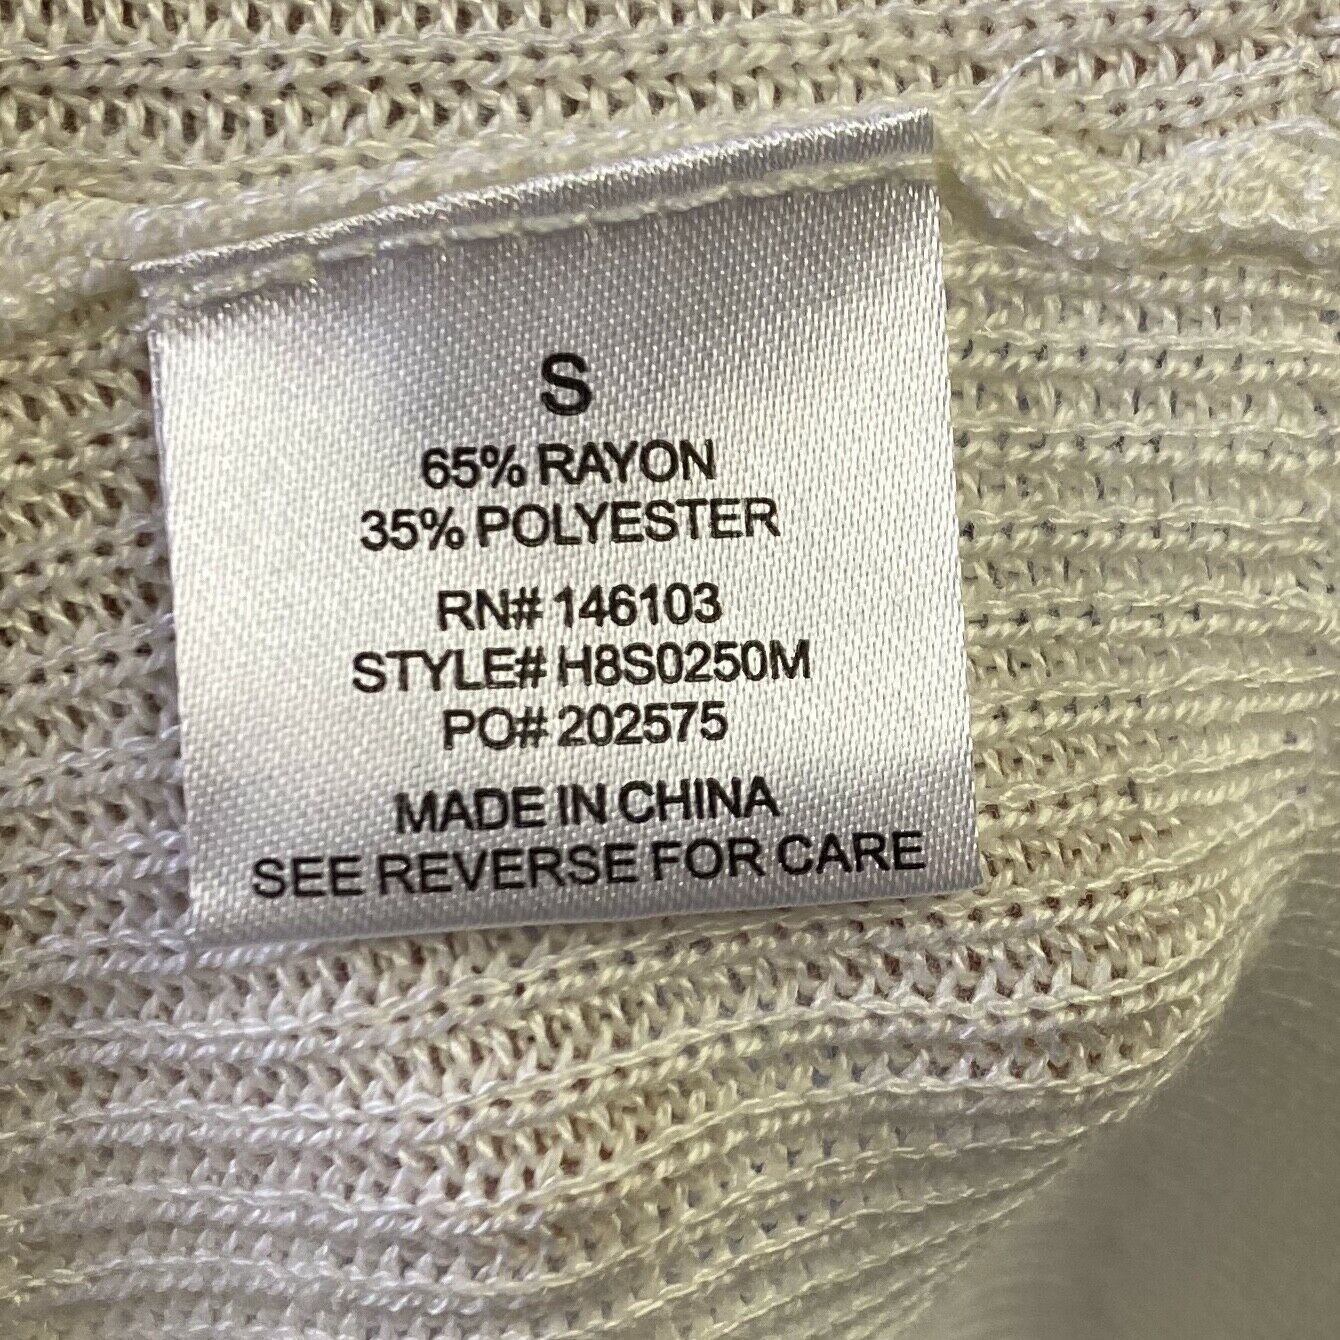 S
65% RAYON
35% POLYESTER
RN# 146103
STYLE# H8S0250M
PO# 202575
MADE IN CHINA
SEE REVERSE FOR CARE